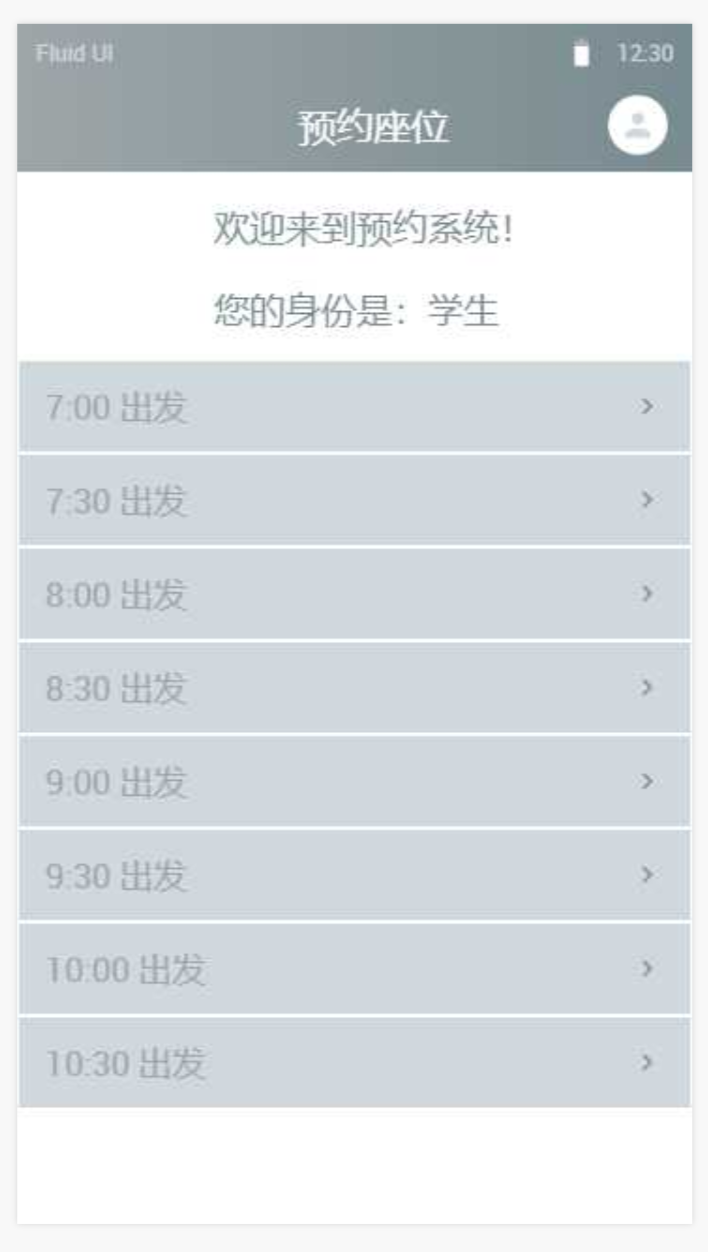 Fluid UI 12:30
预约座位
欢迎来到预约系统!
您的身份是：学生
7:00 出发
7:30 出发
8:00 出发
8:30 出发
9:00 出发
9:30 出发
10:00 出发
10:30 出发